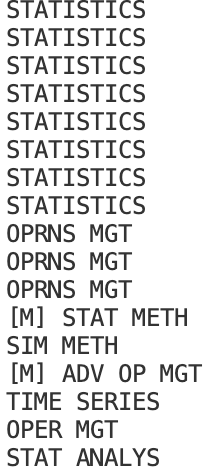 STATISTICS
STATISTICS
STATISTICS
STATISTICS
STATISTICS
STATISTICS
STATISTICS
STATISTICS
OPRNS MGT
OPRNS MGT
OPRNS MGT
[M] STAT METH
SIM METH
[M] ADV OP MGT
TIME SERIES
OPER MGT
STAT ANALYS